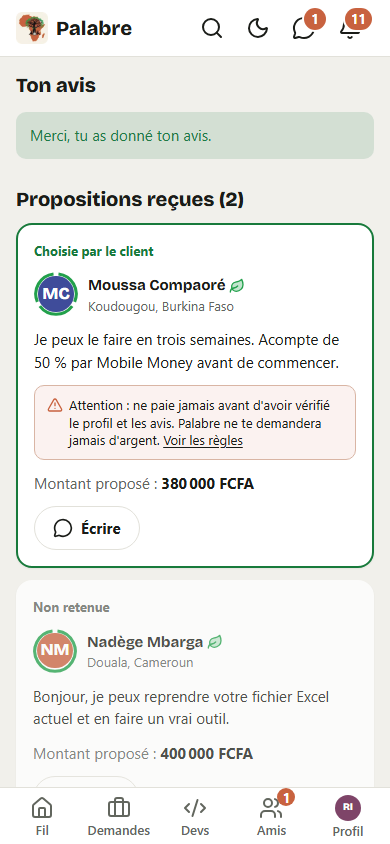 Palabre
1
11
Ton avis
Merci, tu as donné ton avis.
Propositions reçues (2)
Choisie par le client
MC
Moussa Compaoré
Koudougou, Burkina Faso
Je peux le faire en trois semaines. Acompte de
50 % par Mobile Money avant de commencer.
Attention : ne paie jamais avant d'avoir vérifié
le profil et les avis. Palabre ne te demandera
jamais d'argent. Voir les règles
Montant proposé : 380 000 FCFA
Écrire
Non retenue
NM
Nadège Mbarga
Douala, Cameroun
Bonjour, je peux reprendre votre fichier Excel
actuel et en faire un vrai outil.
Montant proposé : 400 000 FCFA
1
RI
Fil
Demandes
Devs
Amis
Profil